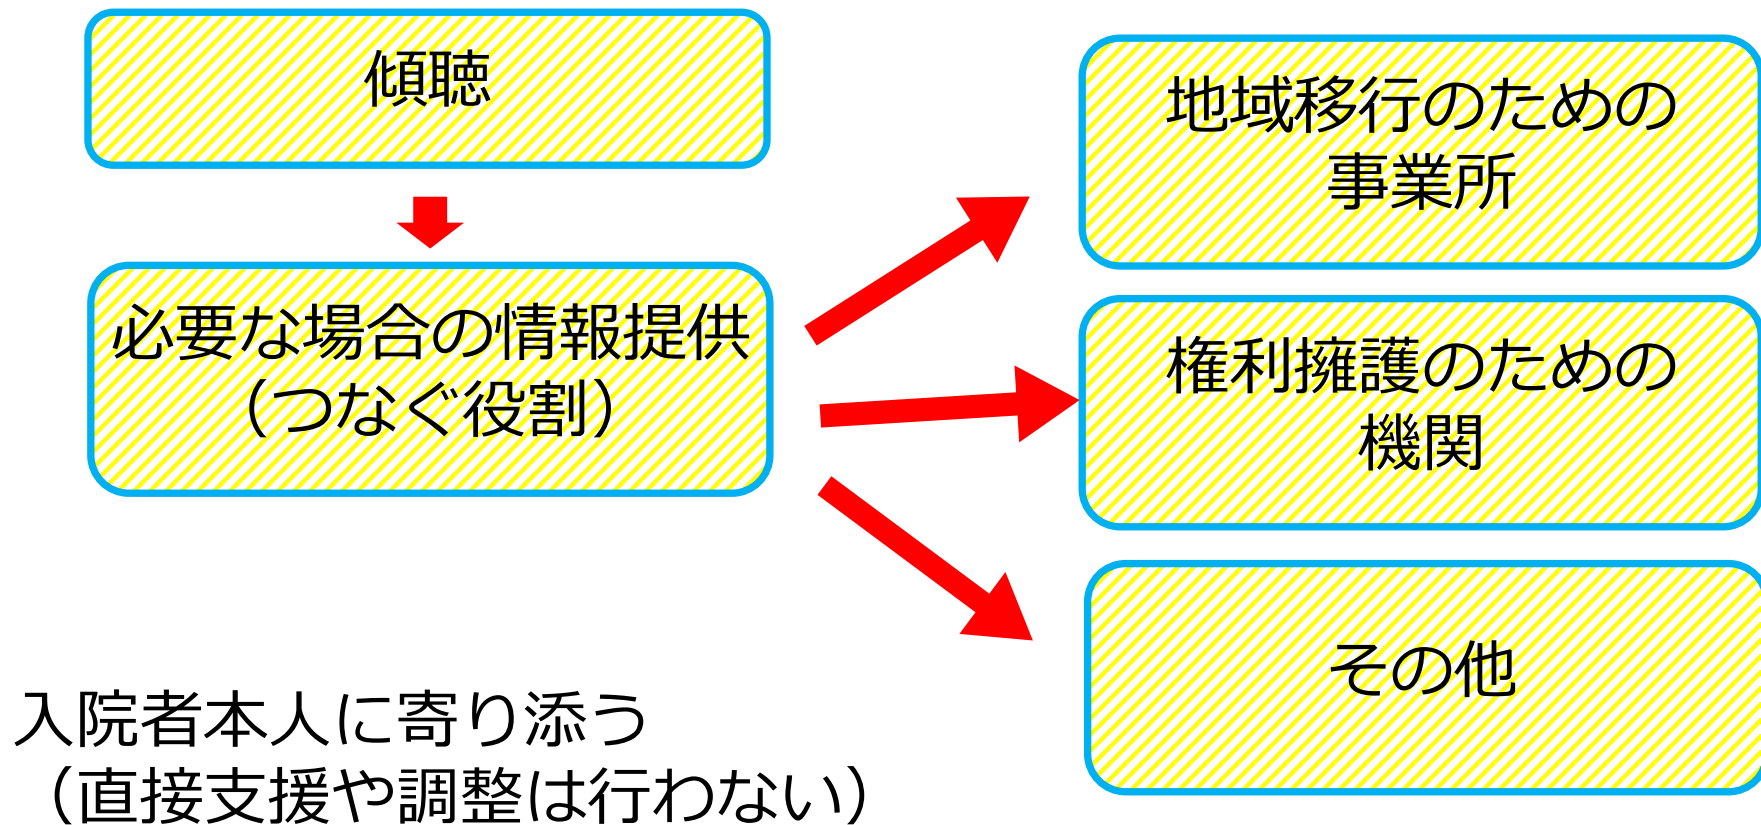 傾聴
必要な場合の情報提供
（つなぐ役割）
地域移行のための
事業所
権利擁護のための
機関
その他
入院者本人に寄り添う
（直接支援や調整は行わない）